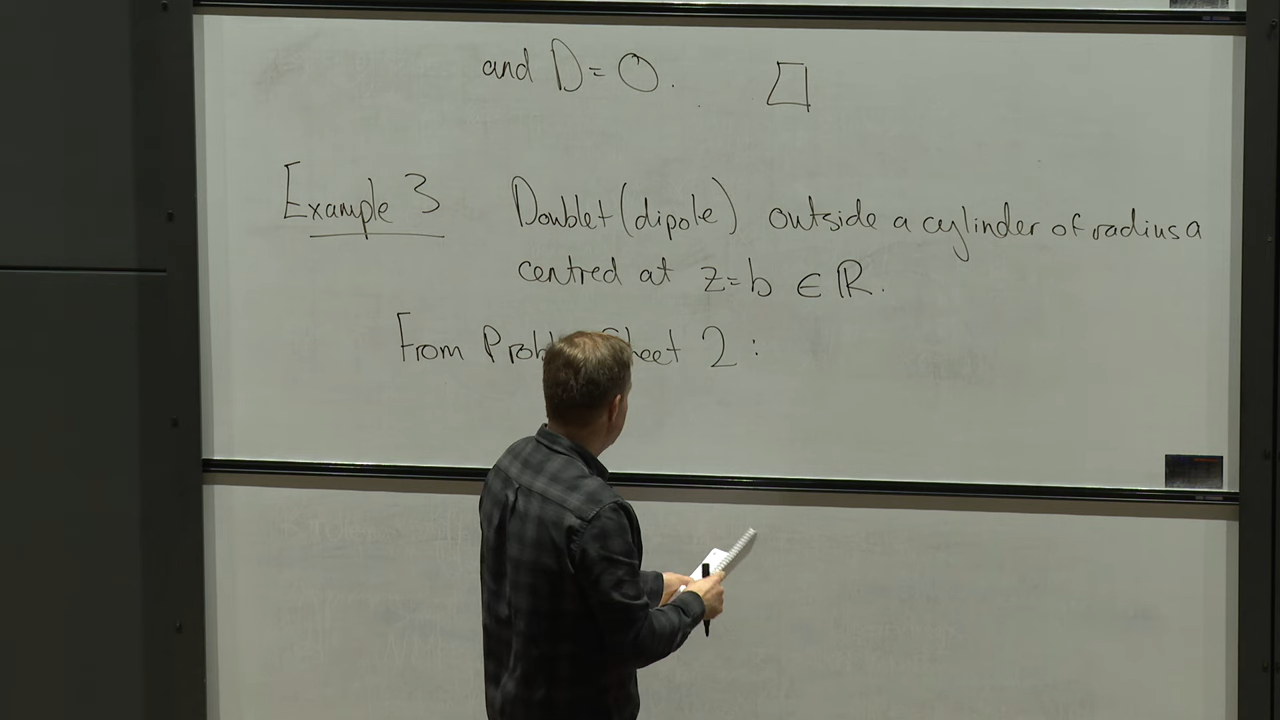 and D = 0.
Example 3 Doublet (dipole) outside a cylinder of radius a
centred at z = b ∈ ℝ.
From Sheet 2 :